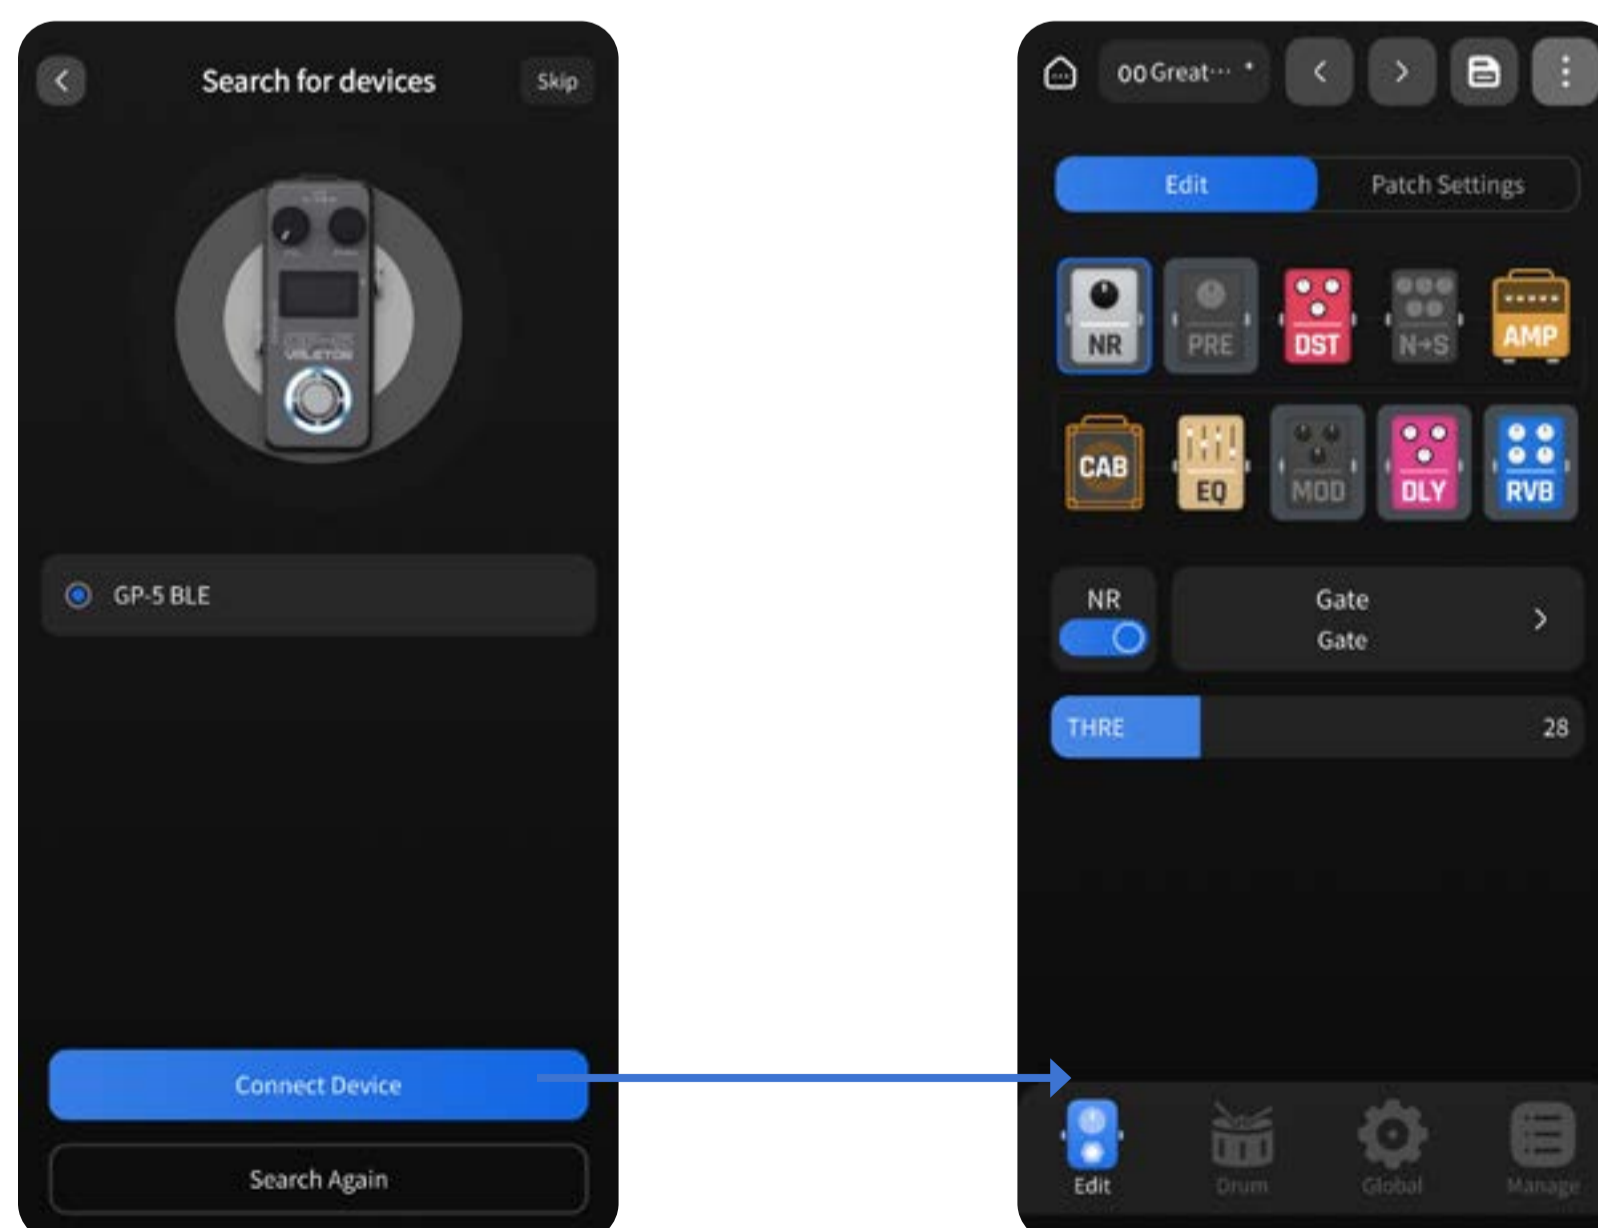 Search for devices
Skip
VALETON
GP-5 BLE
Connect Device
Search Again
00 Great··· *
Edit
Patch Settings
NR
PRE
DST
N→S
AMP
CAB
EQ
MOD
DLY
RVB
NR
Gate
Gate
THRE
28
Edit
Drum
Global
Manage